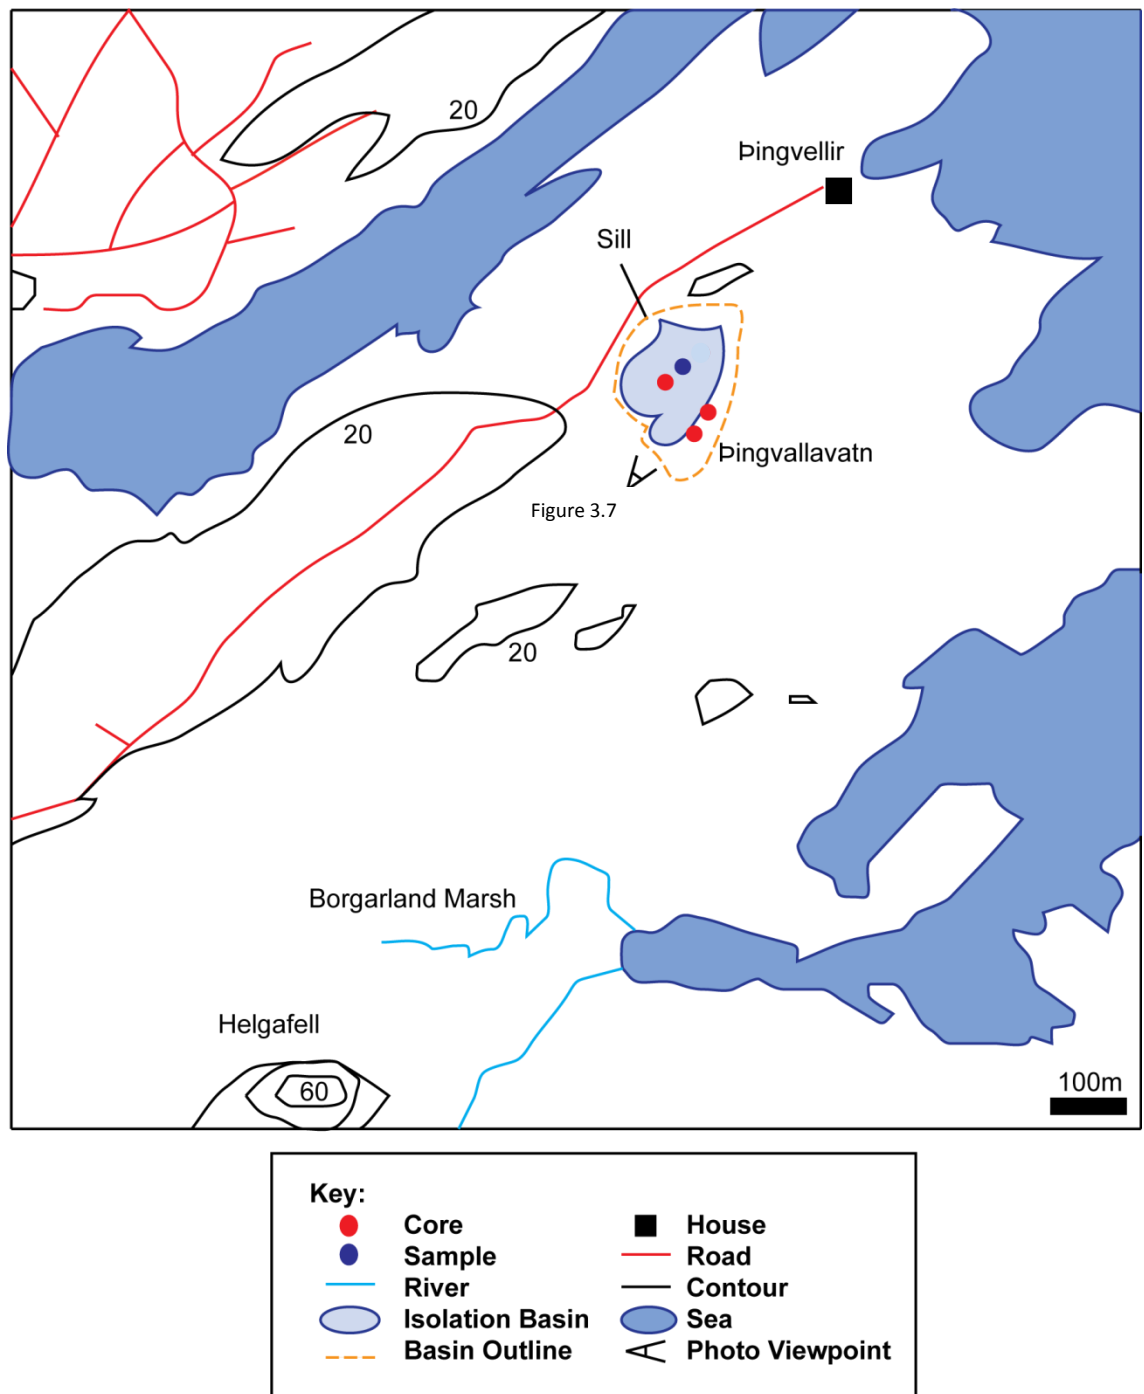 20
Þingvellir
Sill
20
Þingvallavatn
Figure 3.7
20
Borgarland Marsh
Helgafell
60
100m
Key:
Core
House
Sample
Road
River
Contour
Isolation Basin
Sea
Basin Outline
Photo Viewpoint